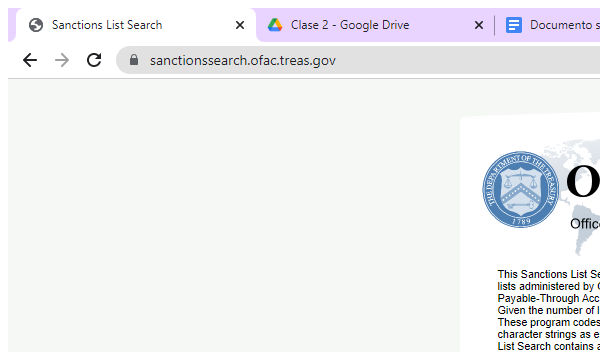 Sanctions List Search
Clase 2 - Google Drive
Documento s
sanctionssearch.ofac.treas.gov
THE DEPARTMENT OF THE TREASURY
1789
O
Offic
This Sanctions List Se
lists administered by O
Payable-Through Acc
Given the number of l
These program codes
character strings as e
List Search contains a